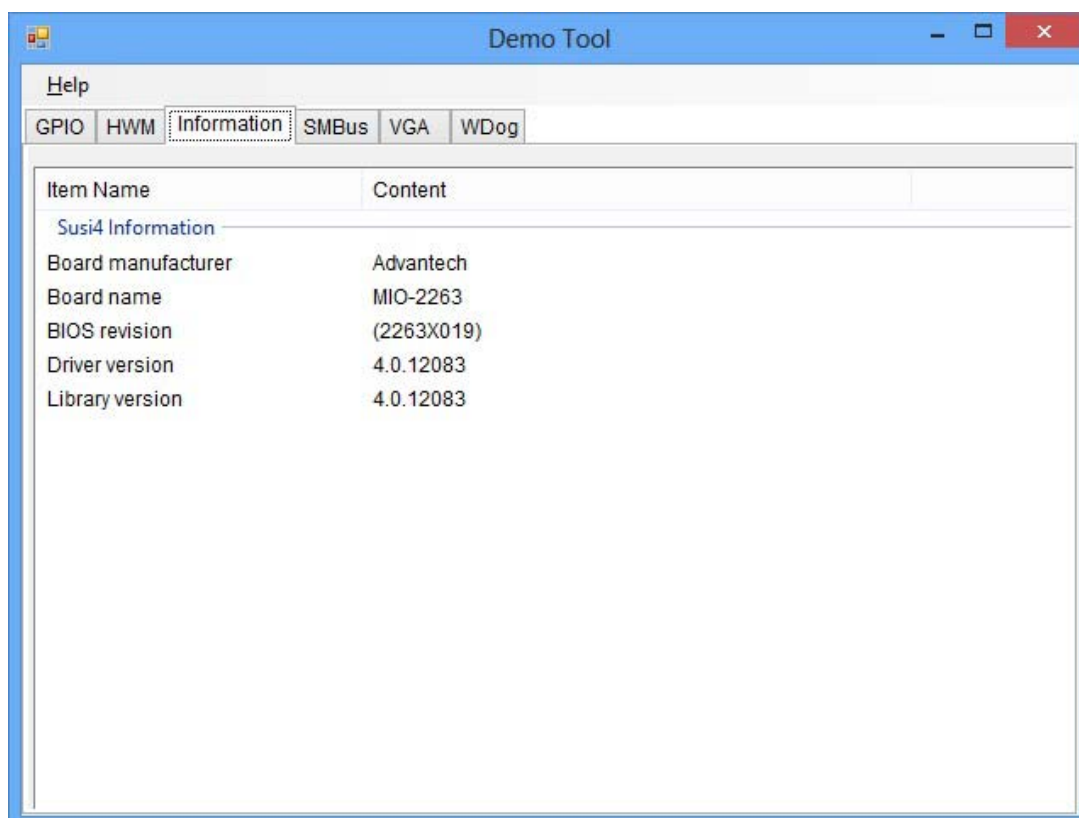 Demo Tool
Help
GPIO HWM Information SMBus VGA WDog
Item Name Content
Susi4 Information
Board manufacturer Advantech
Board name MIO-2263
BIOS revision (2263X019)
Driver version 4.0.12083
Library version 4.0.12083